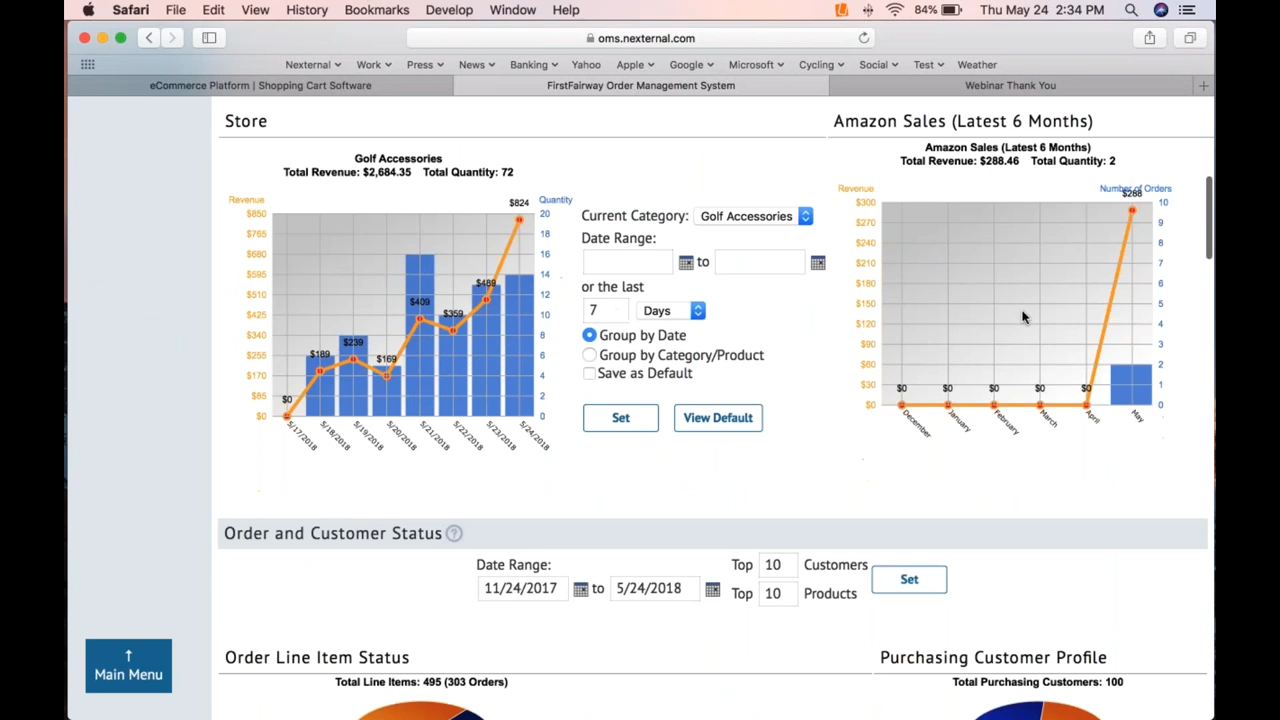 Safari File Edit View History Bookmarks Develop Window Help 84% Thu May 24 2:34 PM
oms.nexternal.com
Nexternal Work Press News Banking Yahoo Apple Google Microsoft Cycling Social Test Weather
eCommerce Platform | Shopping Cart Software FirstFairway Order Management System Webinar Thank You +
Store
Golf Accessories
Total Revenue: $2,684.35 Total Quantity: 72
Revenue Quantity
$850 20
$765 18
$680 16
$595 14
$510 12
$425 10
$340 8
$255 6
$170 4
$85 2
$0 0
$0 $189 $239 $169 $409 $359 $489 $824
5/17/2018 5/18/2018 5/19/2018 5/20/2018 5/21/2018 5/22/2018 5/23/2018 5/24/2018
Current Category: Golf Accessories
Date Range:
to
or the last
7 Days
Group by Date
Group by Category/Product
Save as Default
Set View Default
Amazon Sales (Latest 6 Months)
Amazon Sales (Latest 6 Months)
Total Revenue: $288.46 Total Quantity: 2
Revenue Number of Orders
$300 10
$270 9
$240 8
$210 7
$180 6
$150 5
$120 4
$90 3
$60 2
$30 1
$0 0
$0 $0 $0 $0 $0 $288
December January February March April May
Order and Customer Status ?
Date Range:
11/24/2017 to 5/24/2018
Top 10 Customers
Top 10 Products
Set
Order Line Item Status
Total Line Items: 495 (303 Orders)
Purchasing Customer Profile
Total Purchasing Customers: 100
↑
Main Menu